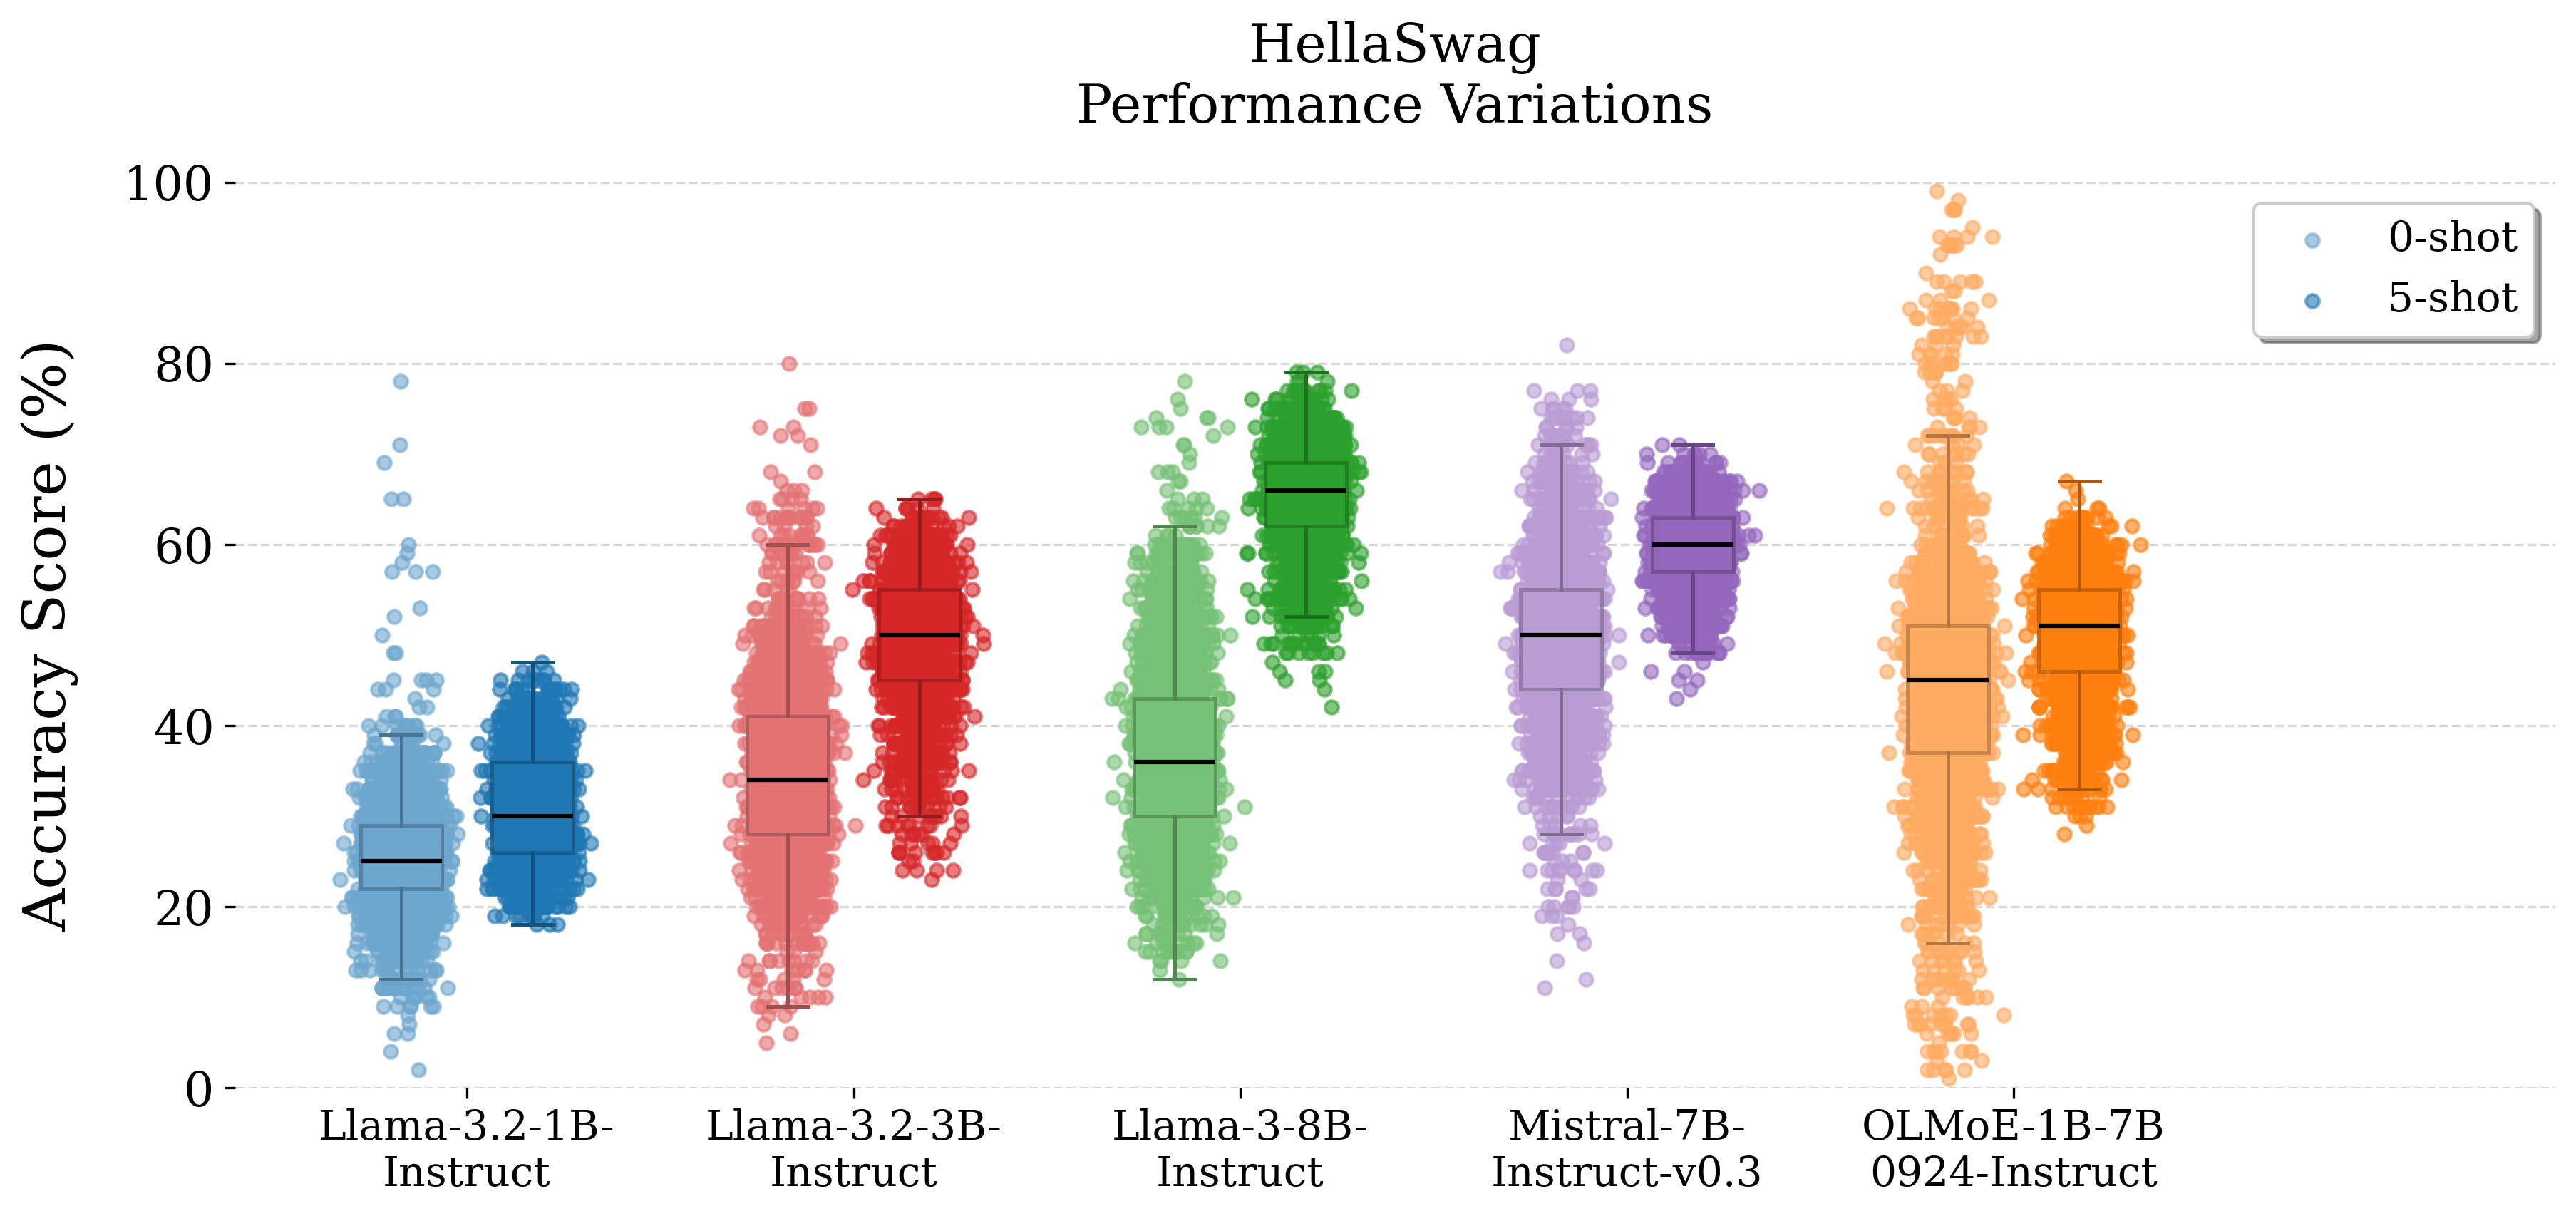 HellaSwag
Performance Variations
Accuracy Score (%)
100
80
60
40
20
0
0-shot
5-shot
Llama-3.2-1B-
Instruct
Llama-3.2-3B-
Instruct
Llama-3-8B-
Instruct
Mistral-7B-
Instruct-v0.3
OLMoE-1B-7B
0924-Instruct